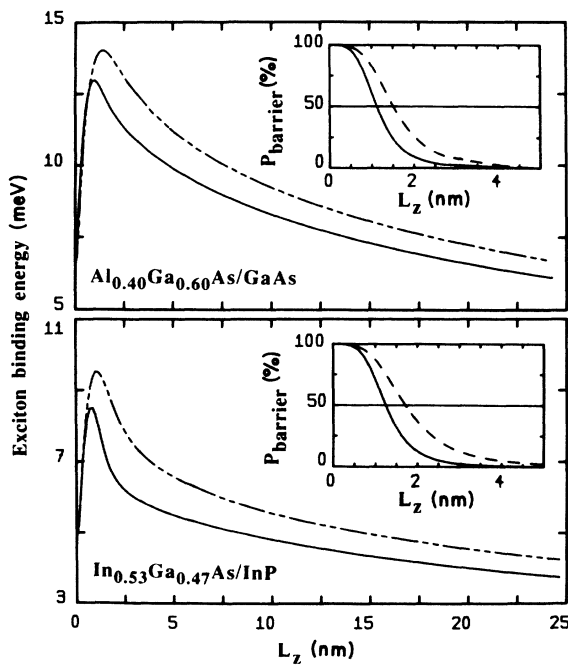 15
10
5
Exciton binding energy (meV)
Al0.40Ga0.60As/GaAs
100
50
0
Pbarrier(%)
0 2 4
Lz (nm)
11
7
3
In0.53Ga0.47As/InP
100
50
0
Pbarrier(%)
0 1 2 3 4
Lz (nm)
0 5 10 15 20 25
Lz (nm)